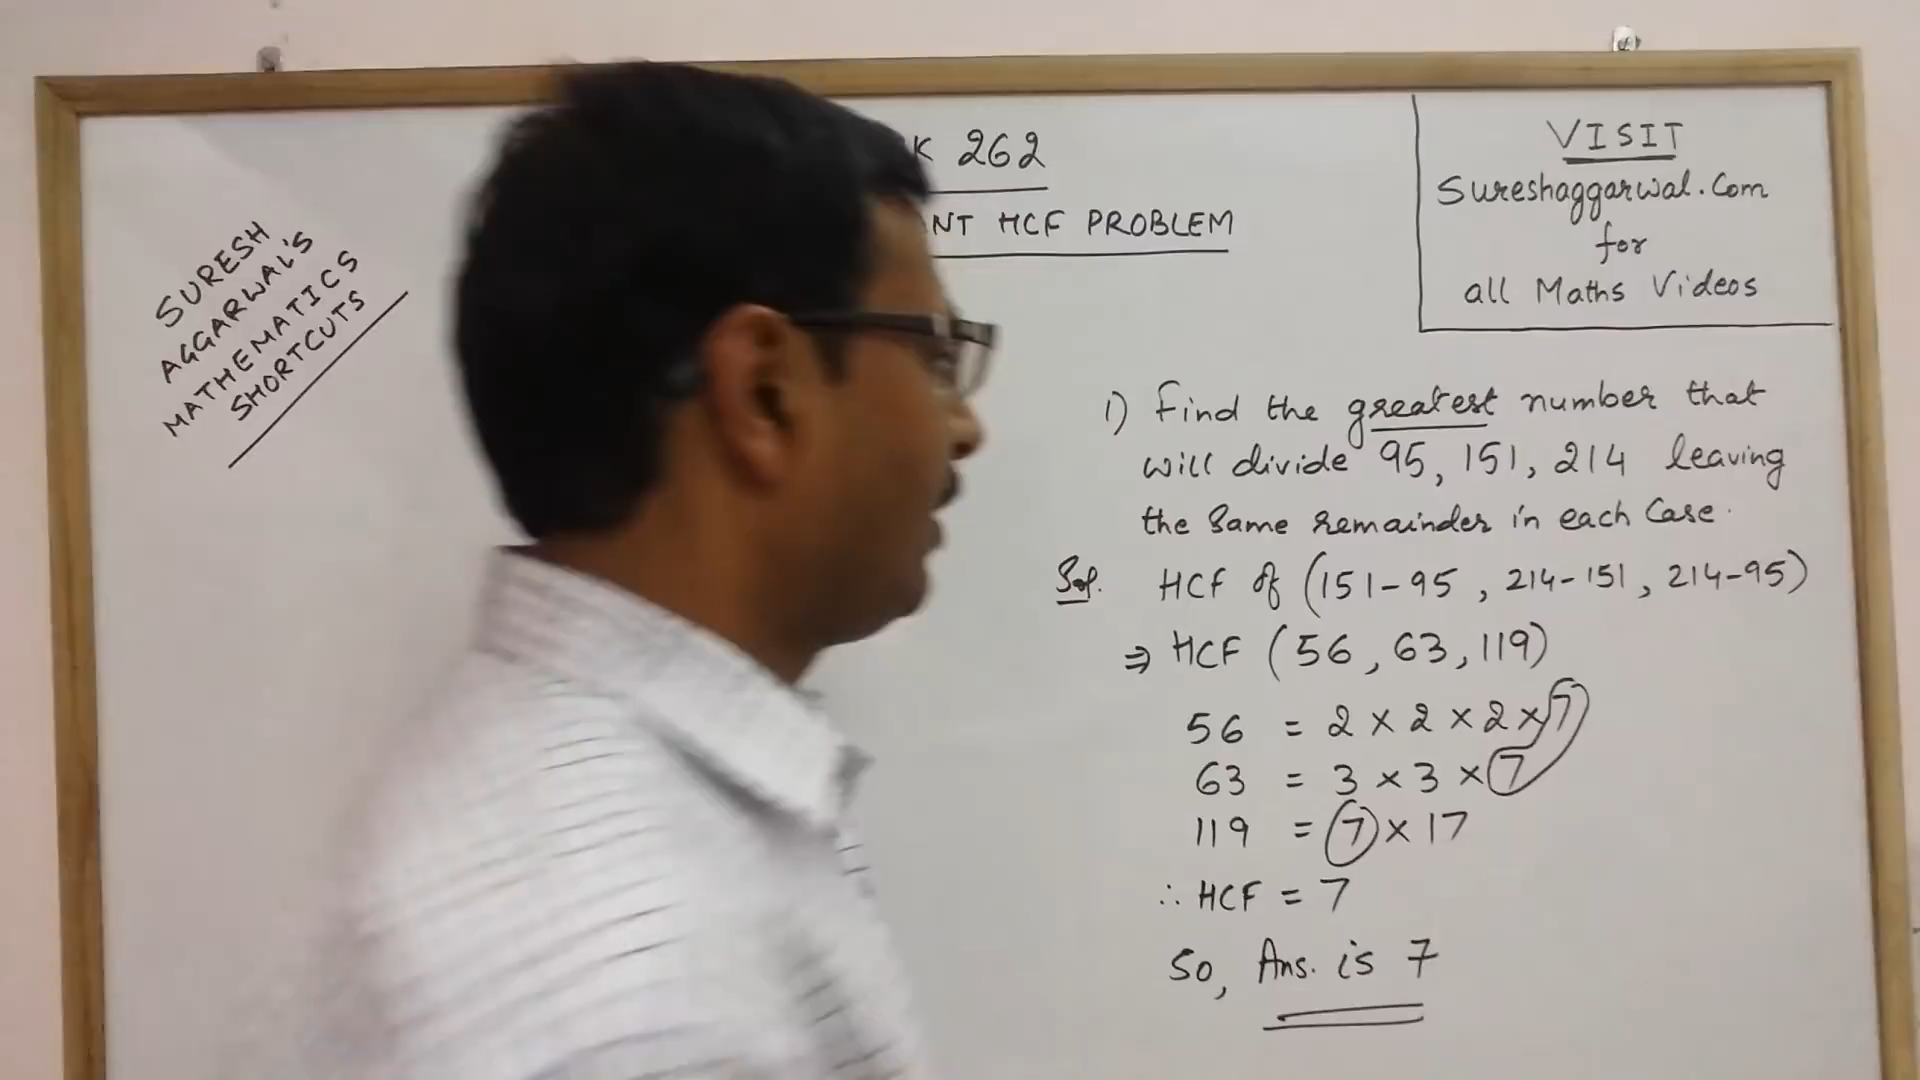 SURESH
AGGARWAL'S
MATHEMATICS
SHORTCUTS
K 262
NT HCF PROBLEM
VISIT
Sureshaggarwal.Com
for
all Maths Videos
1) Find the greatest number that
will divide 95, 151, 214 leaving
the Same remainder in each Case.
Sol. HCF of (151-95, 214-151, 214-95)
⇒ HCF (56, 63, 119)
56 = 2 × 2 × 2 × 7
63 = 3 × 3 × 7
119 = 7 × 17
∴ HCF = 7
So, Ans. is 7